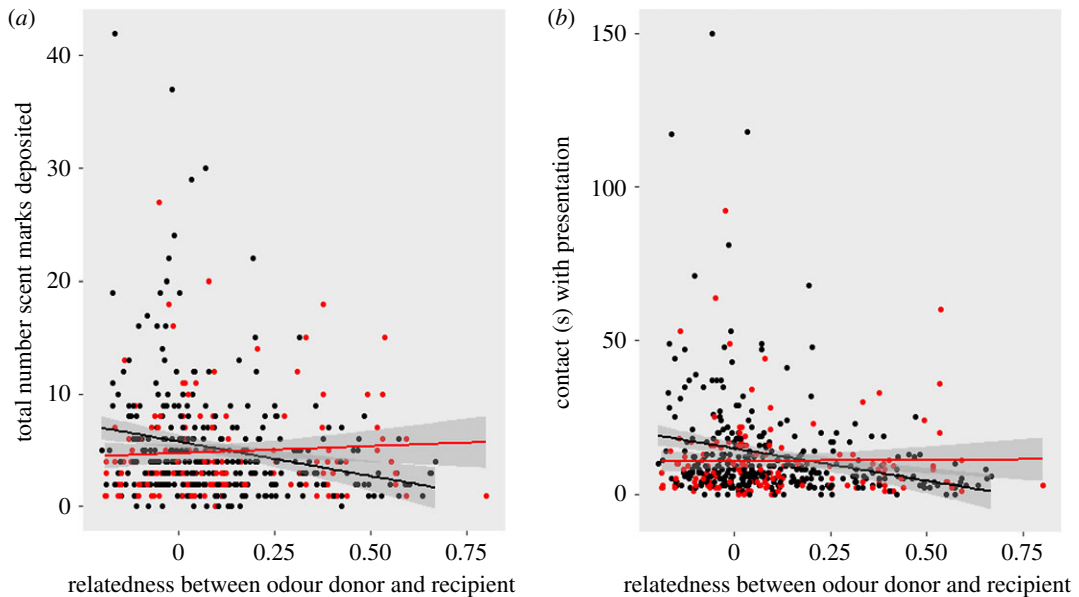 (a)
total number scent marks deposited
40
30
20
10
0
0
0.25
0.50
0.75
relatedness between odour donor and recipient
(b)
contact (s) with presentation
150
100
50
0
0
0.25
0.50
0.75
relatedness between odour donor and recipient